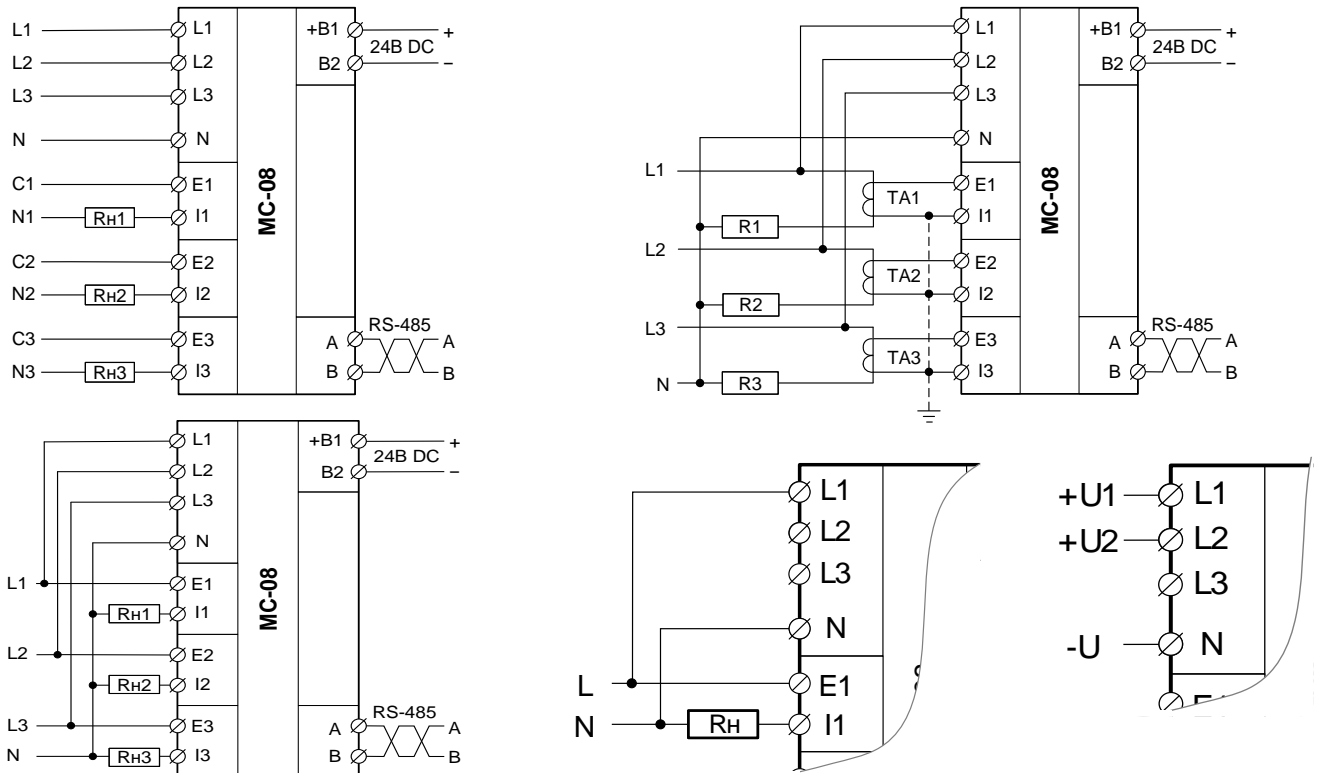 L1 L1 +B1 +
24В DC
L2 L2 B2 −
L3 L3
N N
C1 E1
N1 Rн1 I1
C2 E2
N2 Rн2 I2
C3 E3
N3 Rн3 I3
MC-08
RS-485
A A
B B
L1 +B1 +
24В DC
L2 B2 −
L3
N
L1 E1
TA1
I1
R1
L2 E2
TA2
R2 I2
L3 E3
TA3
N R3 I3
MC-08
RS-485
A A
B B
L1 +B1 +
24В DC
L2 B2 −
L3
N
L1 E1
Rн1 I1
L2 E2
Rн2 I2
L3 E3
N Rн3 I3
MC-08
RS-485
A A
B B
L1
L2
L3
N
L E1
N Rн I1
+U1 L1
+U2 L2
L3
-U N